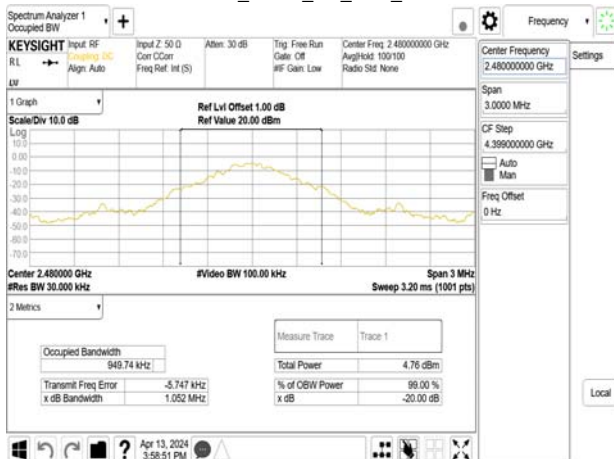 Spectrum Analyzer 1
Occupied BW
Frequency
KEYSIGHT
RL
LV
Input: RF
Coupling: DC
Align: Auto
Input Z: 50 Ω
Corr CCorr
Freq Ref: Int (S)
Atten: 30 dB
Trig: Free Run
Gate: Off
#IF Gain: Low
Center Freq: 2.480000000 GHz
Avg|Hold: 100/100
Radio Std: None
Center Frequency
2.480000000 GHz
Settings
Span
3.0000 MHz
CF Step
4.399000000 GHz
Auto
Man
Freq Offset
0 Hz
Local
1 Graph
Scale/Div 10.0 dB
Ref Lvl Offset 1.00 dB
Ref Value 20.00 dBm
Log
10.0
0.00
-10.0
-20.0
-30.0
-40.0
-50.0
-60.0
-70.0
Center 2.480000 GHz
#Video BW 100.00 kHz
Span 3 MHz
#Res BW 30.000 kHz
Sweep 3.20 ms (1001 pts)
2 Metrics
Measure Trace
Trace 1
Occupied Bandwidth
949.74 kHz
Total Power
4.76 dBm
Transmit Freq Error
-5.747 kHz
% of OBW Power
99.00 %
x dB Bandwidth
1.052 MHz
x dB
-20.00 dB
Apr 13, 2024
3:58:51 PM